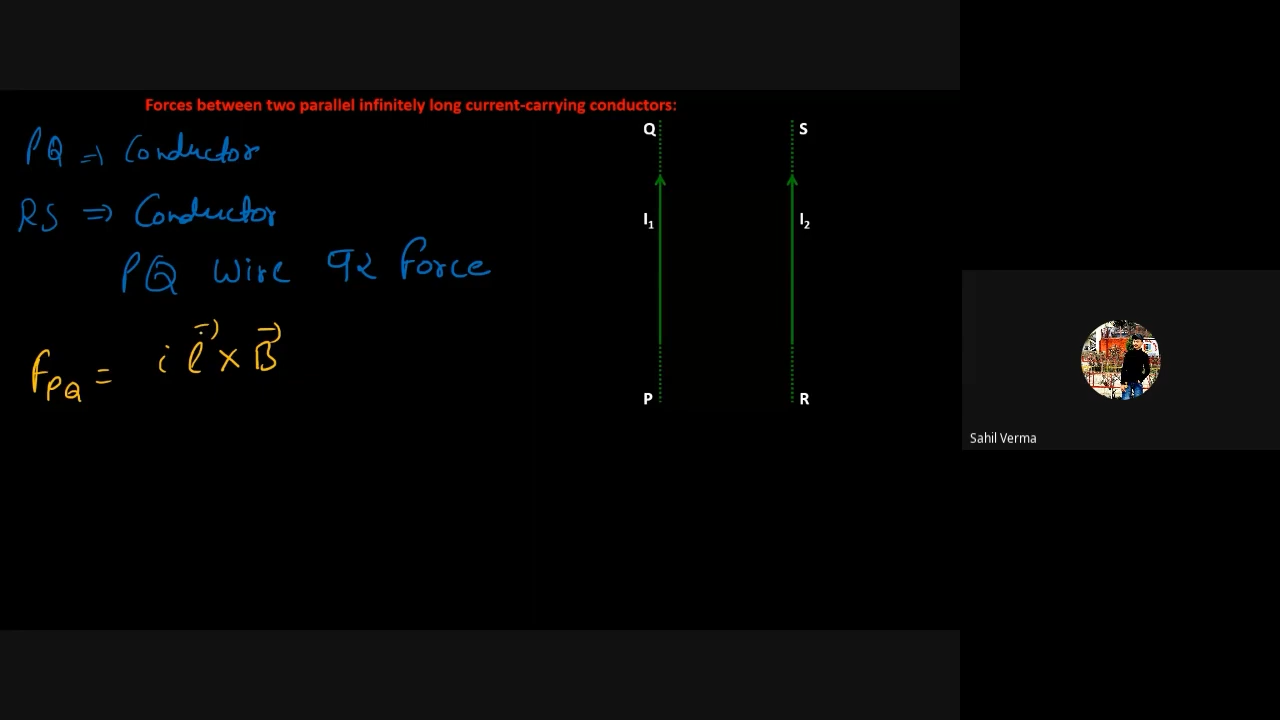 Forces between two parallel infinitely long current-carrying conductors:
PQ ⇒ Conductor
RS ⇒ Conductor
PQ wire पर force
F_PQ = i l⃗ × B⃗
Q S
I₁ I₂
P R
Sahil Verma